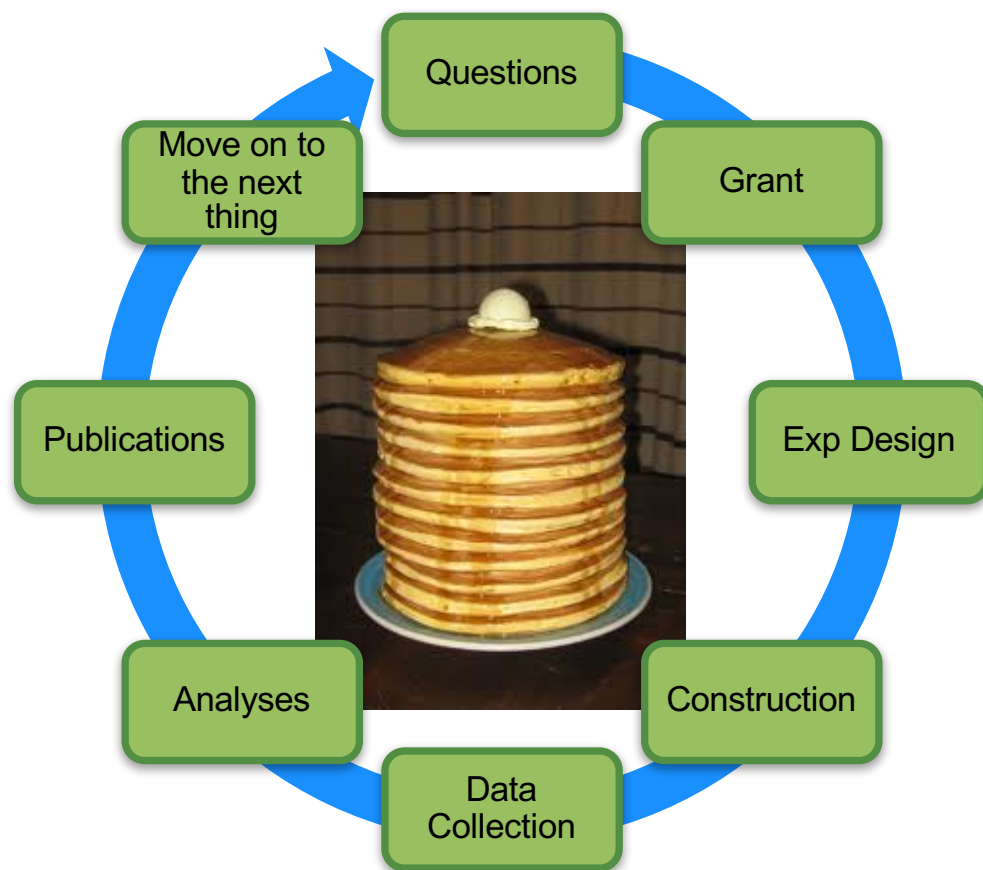 Questions
Grant
Exp Design
Construction
Data
Collection
Analyses
Publications
Move on to
the next
thing